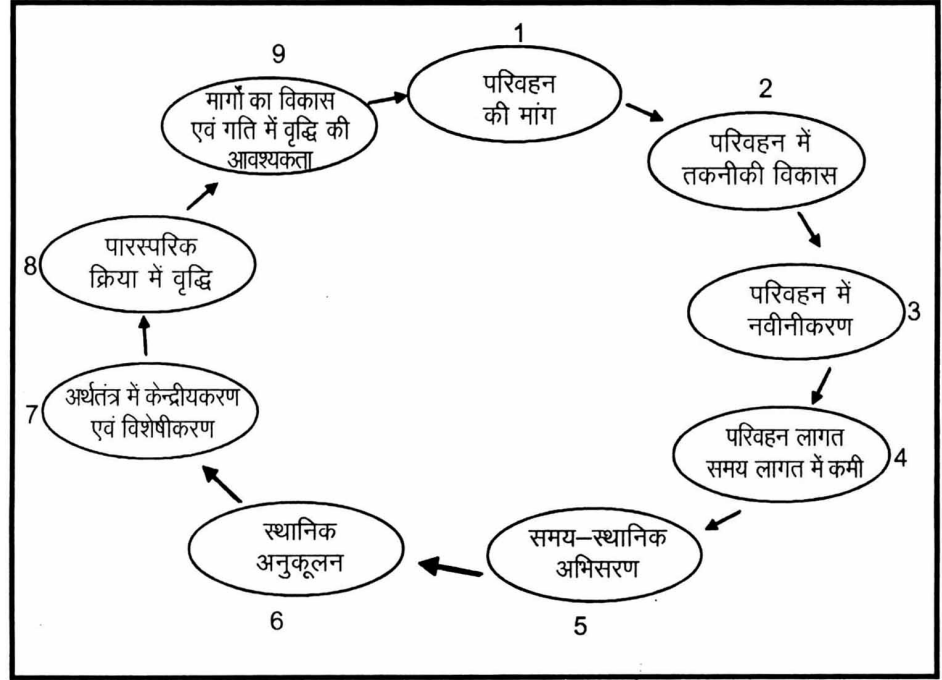 1
परिवहन
की मांग
2
परिवहन में
तकनीकी विकास
परिवहन में
नवीनीकरण
3
परिवहन लागत
समय लागत में कमी
4
समय–स्थानिक
अभिसरण
5
स्थानिक
अनुकूलन
6
7
अर्थतंत्र में केन्द्रीयकरण
एवं विशेषीकरण
8
पारस्परिक
क्रिया में वृद्धि
9
मार्गों का विकास
एवं गति में वृद्धि की
आवश्यकता